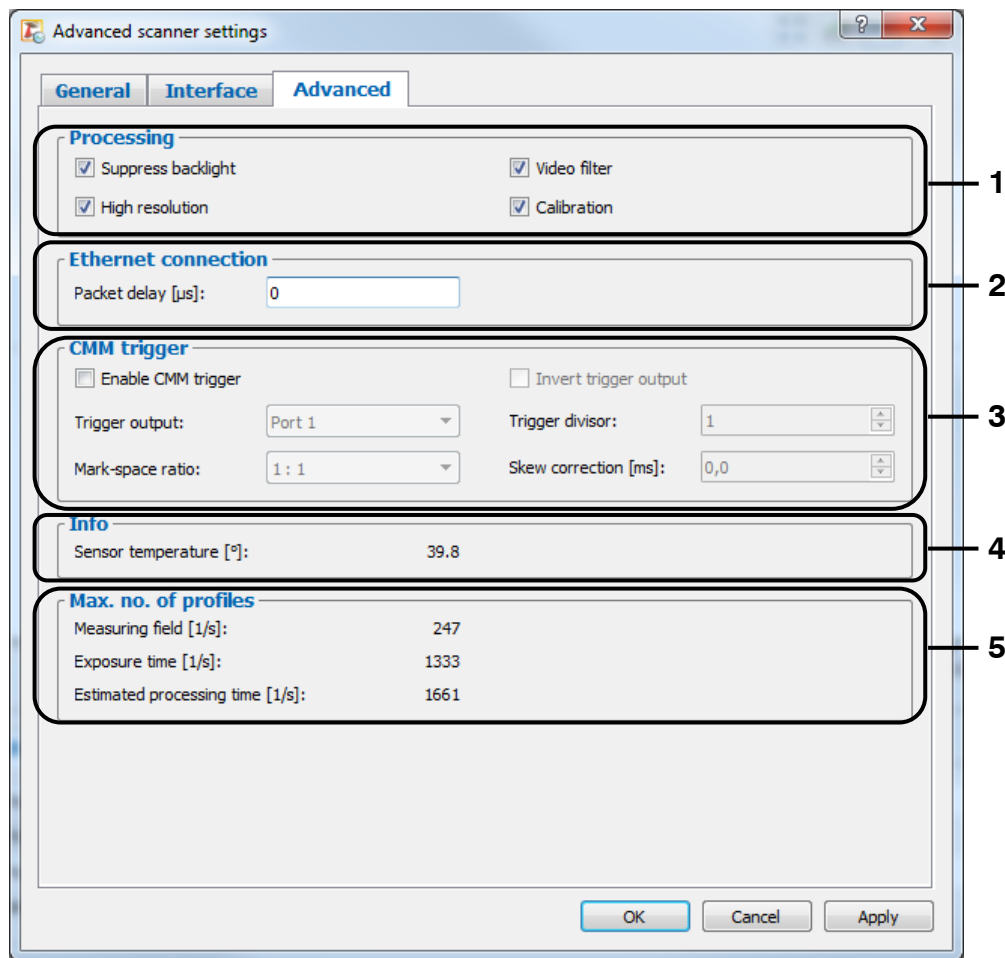 Advanced scanner settings
? X
General Interface Advanced
Processing
Suppress backlight Video filter
High resolution Calibration
1
Ethernet connection
Packet delay [µs]: 0
2
CMM trigger
Enable CMM trigger Invert trigger output
Trigger output: Port 1 Trigger divisor: 1
Mark-space ratio: 1 : 1 Skew correction [ms]: 0,0
3
Info
Sensor temperature [°]: 39.8
4
Max. no. of profiles
Measuring field [1/s]: 247
Exposure time [1/s]: 1333
Estimated processing time [1/s]: 1661
5
OK Cancel Apply